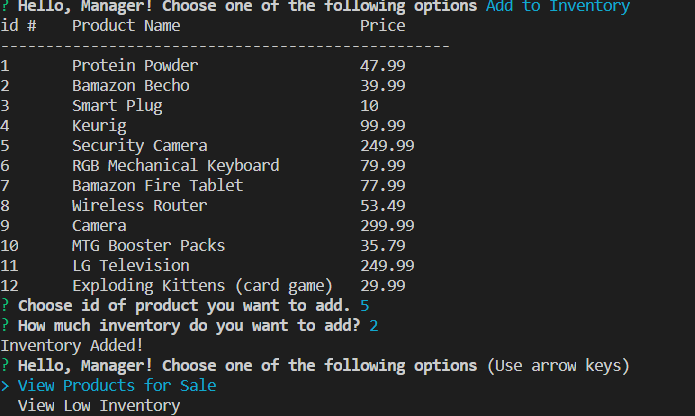 ? Hello, Manager! Choose one of the following options Add to Inventory
id #    Product Name                    Price
--------------------------------------------------
1       Protein Powder                  47.99
2       Bamazon Becho                   39.99
3       Smart Plug                      10
4       Keurig                          99.99
5       Security Camera                 249.99
6       RGB Mechanical Keyboard         79.99
7       Bamazon Fire Tablet             77.99
8       Wireless Router                 53.49
9       Camera                          299.99
10      MTG Booster Packs               35.79
11      LG Television                   249.99
12      Exploding Kittens (card game)   29.99
? Choose id of product you want to add. 5
? How much inventory do you want to add? 2
Inventory Added!
? Hello, Manager! Choose one of the following options (Use arrow keys)
> View Products for Sale
  View Low Inventory